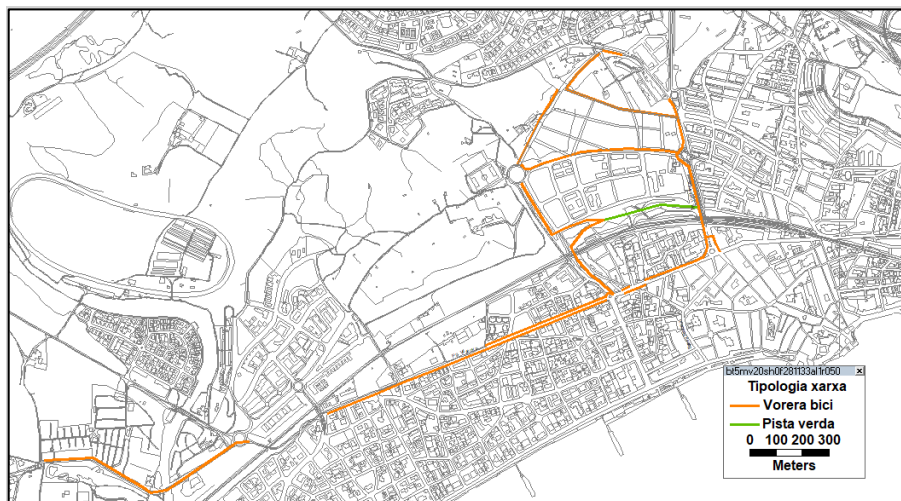 bt5mv20sh0f281133al1r050
Tipologia xarxa
Vorera bici
Pista verda
0 100 200 300
Meters